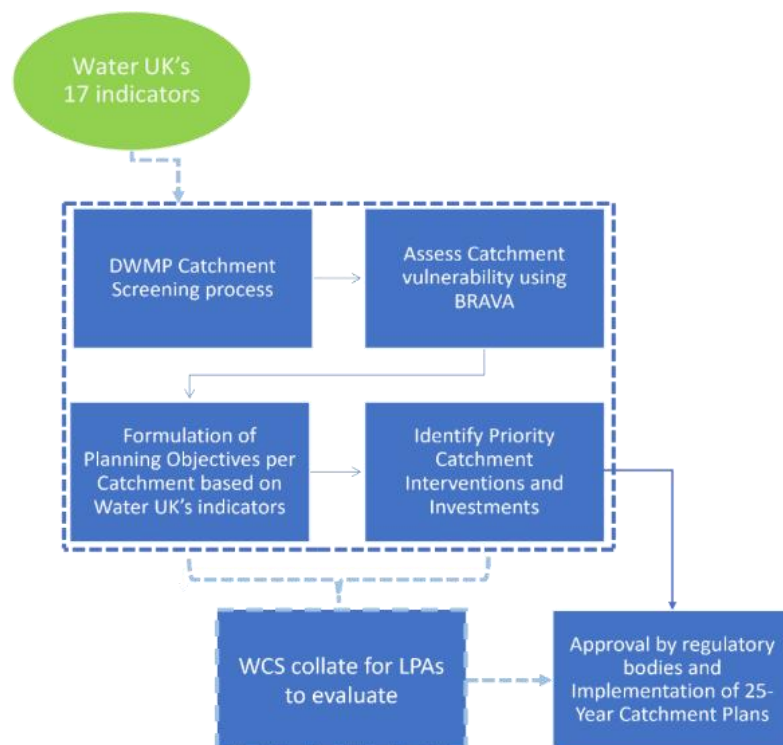 Water UK's
17 indicators
DWMP Catchment
Screening process
Assess Catchment
vulnerability using
BRAVA
Formulation of
Planning Objectives per
Catchment based on
Water UK's indicators
Identify Priority
Catchment
Interventions and
Investments
WCS collate for LPAs
to evaluate
Approval by regulatory
bodies and
Implementation of 25-
Year Catchment Plans